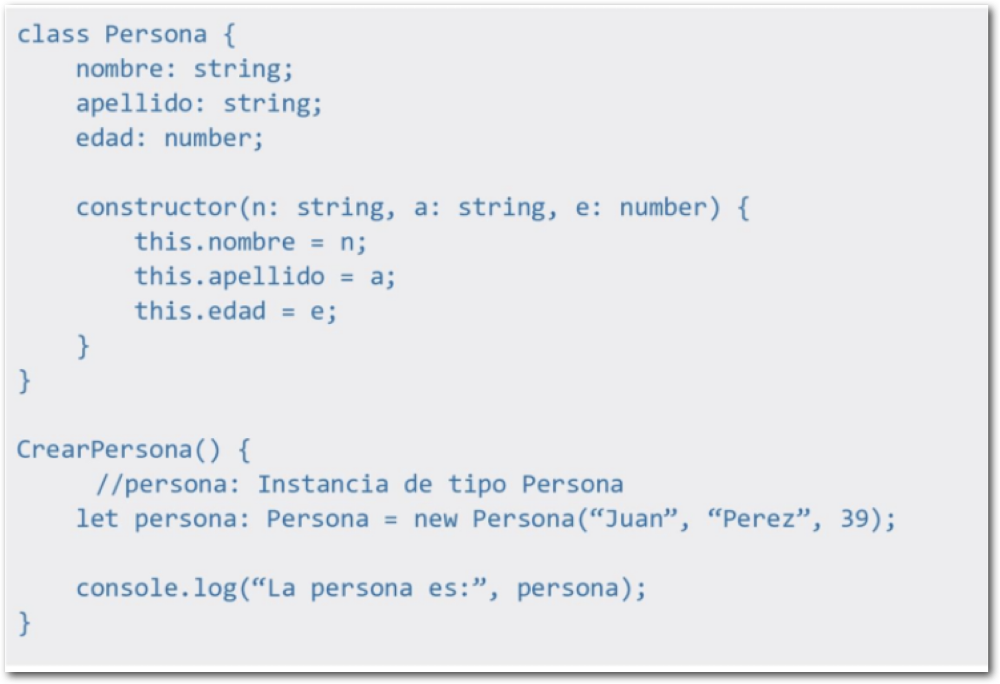 class Persona {
nombre: string;
apellido: string;
edad: number;
constructor(n: string, a: string, e: number) {
this.nombre = n;
this.apellido = a;
this.edad = e;
}
}
CrearPersona() {
//persona: Instancia de tipo Persona
let persona: Persona = new Persona(“Juan”, “Perez”, 39);
console.log(“La persona es:”, persona);
}